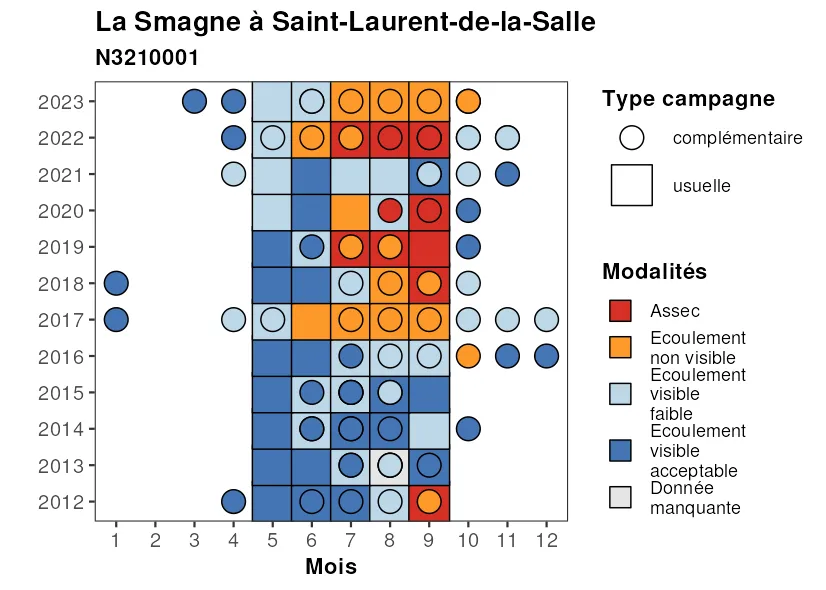 La Smagne à Saint-Laurent-de-la-Salle
N3210001
2023
2022
2021
2020
2019
2018
2017
2016
2015
2014
2013
2012
1 2 3 4 5 6 7 8 9 10 11 12
Mois
Type campagne
complémentaire
usuelle
Modalités
Assec
Ecoulement
non visible
Ecoulement
visible
faible
Ecoulement
visible
acceptable
Donnée
manquante